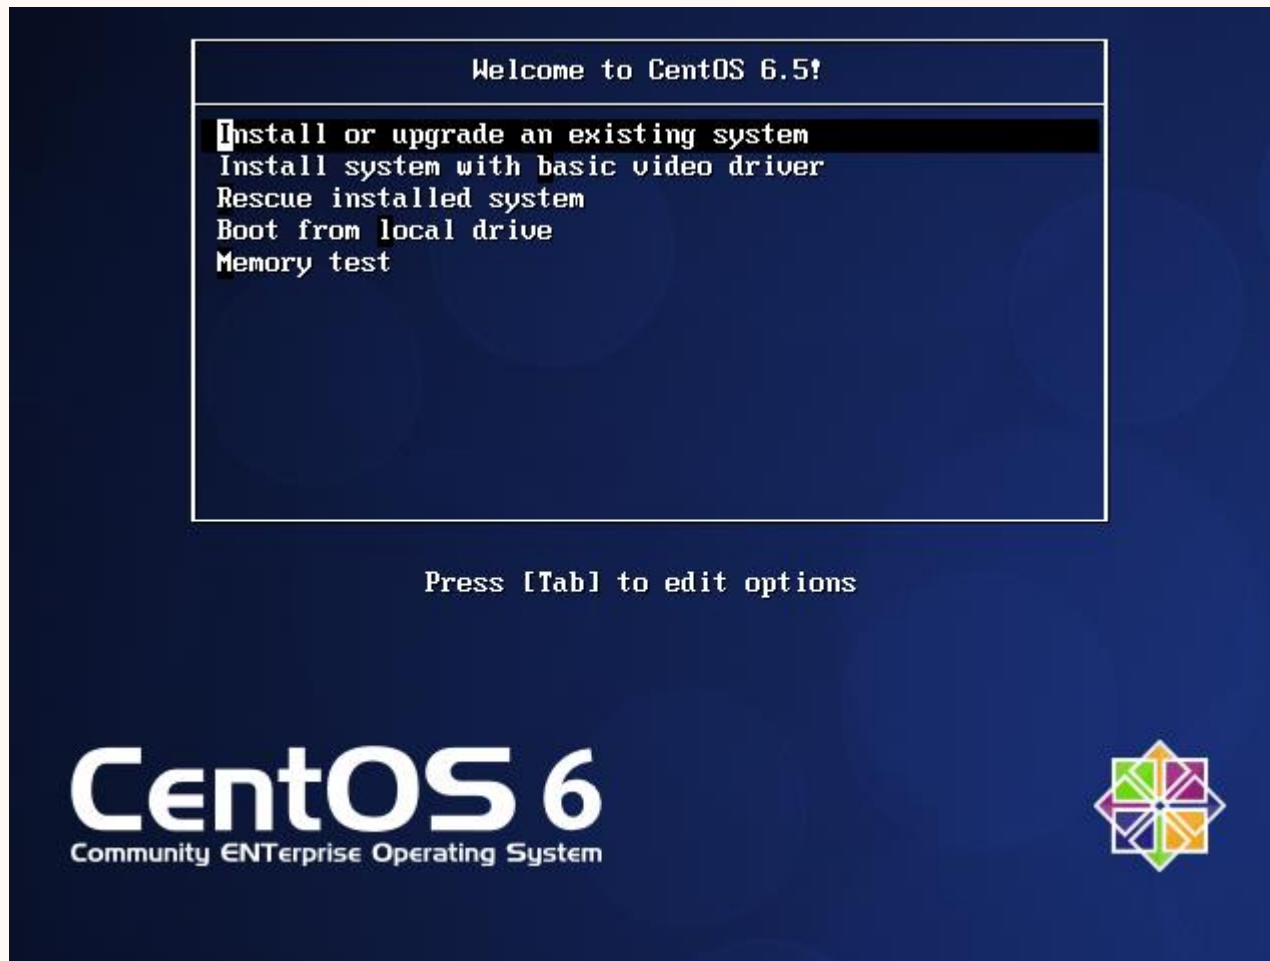 Welcome to CentOS 6.5!
Install or upgrade an existing system
Install system with basic video driver
Rescue installed system
Boot from local drive
Memory test
Press [Tab] to edit options
CentOS 6
Community ENTerprise Operating System